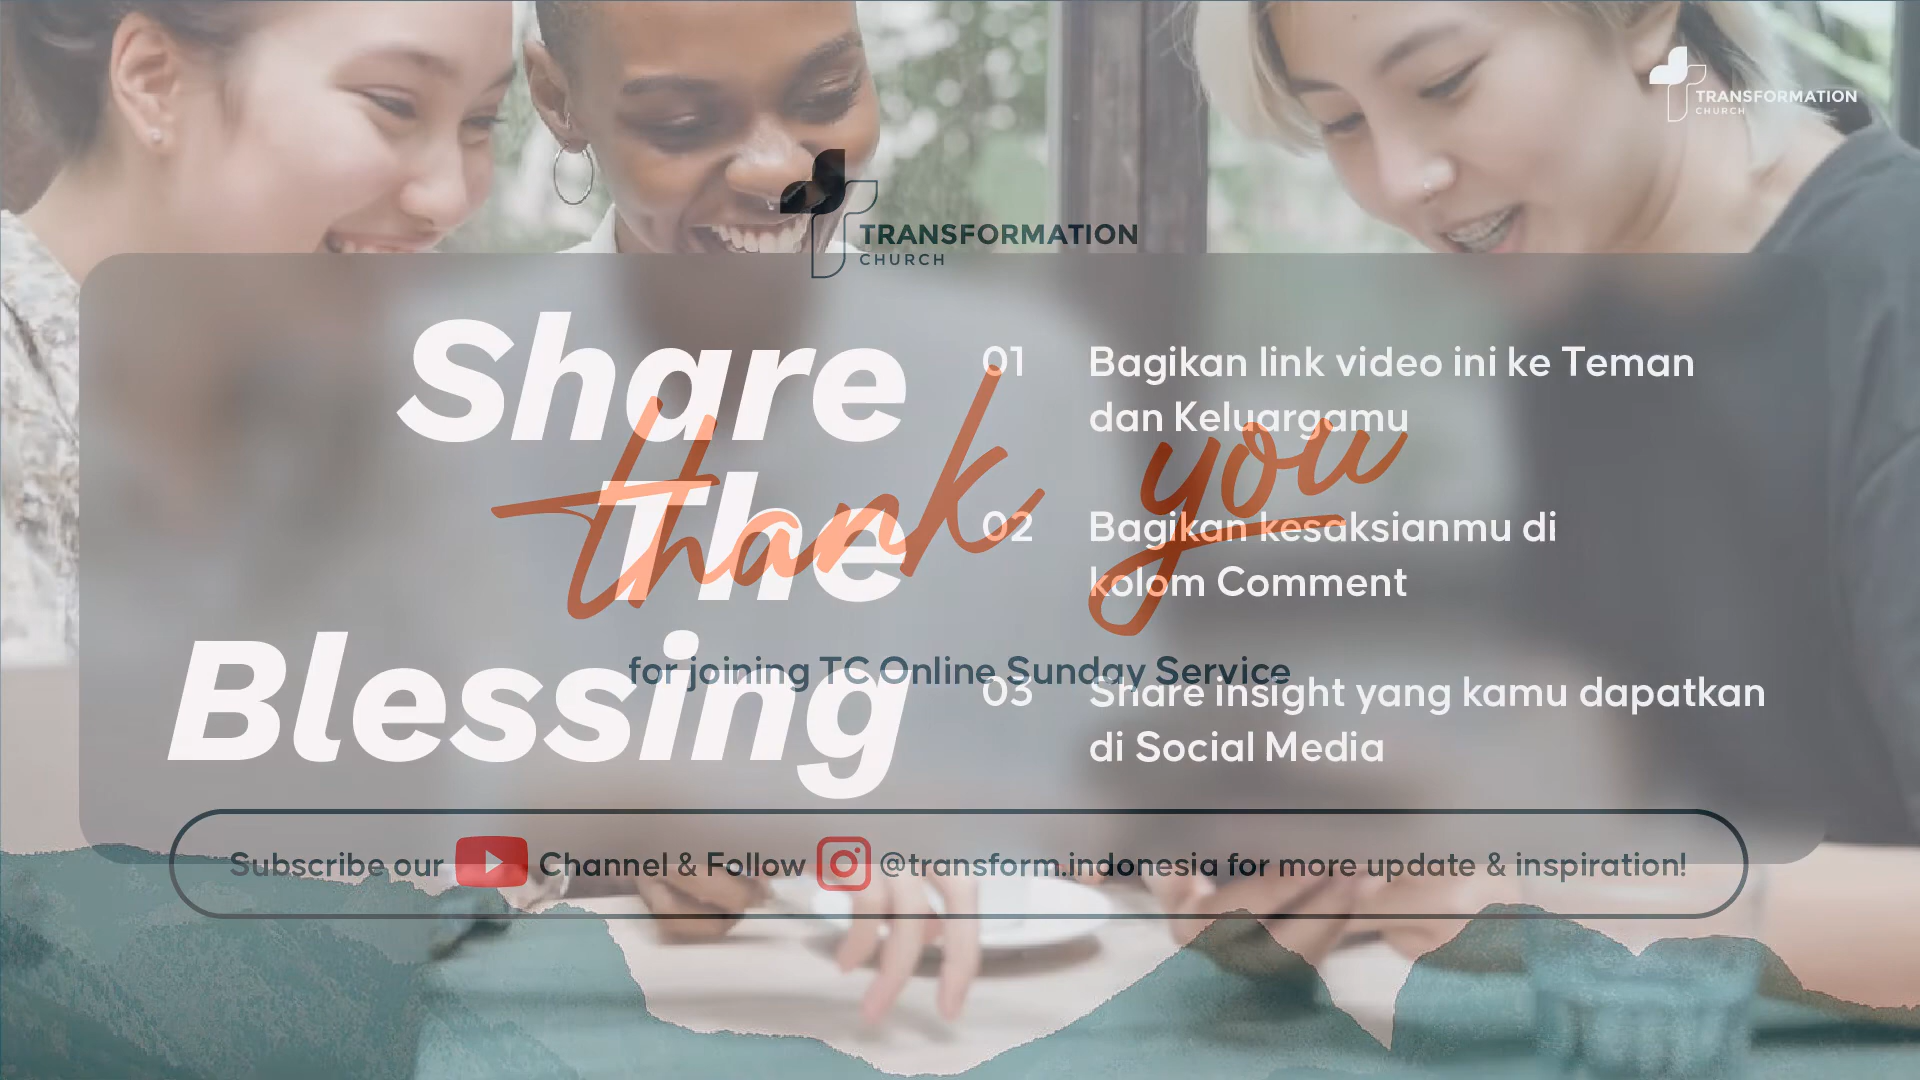 TRANSFORMATION
CHURCH
TRANSFORMATION
CHURCH
Share
The
Blessing
01 Bagikan link video ini ke Teman
dan Keluargamu
02 Bagikan kesaksianmu di
kolom Comment
03 Share insight yang kamu dapatkan
di Social Media
thank you
for joining TC Online Sunday Service
Subscribe our Channel & Follow @transform.indonesia for more update & inspiration!